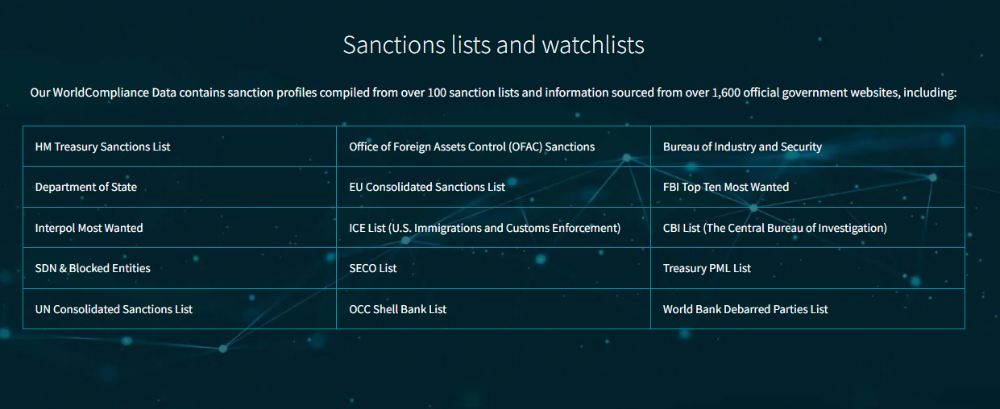 Sanctions lists and watchlists
Our WorldCompliance Data contains sanction profiles compiled from over 100 sanction lists and information sourced from over 1,600 official government websites, including:
HM Treasury Sanctions List
Office of Foreign Assets Control (OFAC) Sanctions
Bureau of Industry and Security
Department of State
EU Consolidated Sanctions List
FBI Top Ten Most Wanted
Interpol Most Wanted
ICE List (U.S. Immigrations and Customs Enforcement)
CBI List (The Central Bureau of Investigation)
SDN & Blocked Entities
SECO List
Treasury PML List
UN Consolidated Sanctions List
OCC Shell Bank List
World Bank Debarred Parties List